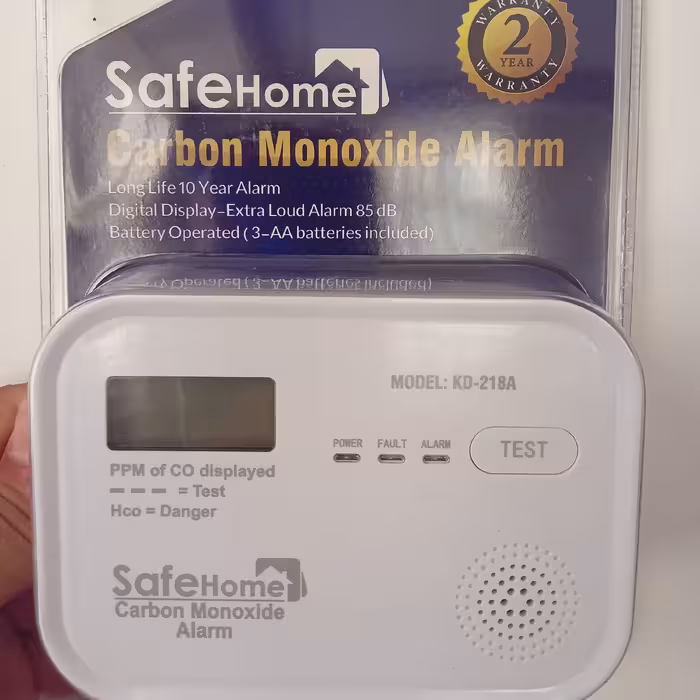 WARRANTY
2
YEAR
WARRANTY
SafeHome
Carbon Monoxide Alarm
Long Life 10 Year Alarm
Digital Display–Extra Loud Alarm 85 dB
Battery Operated ( 3–AA batteries included)
MODEL: KD-218A
POWER FAULT ALARM TEST
PPM of CO displayed
– – – = Test
Hco = Danger
SafeHome
Carbon Monoxide
Alarm